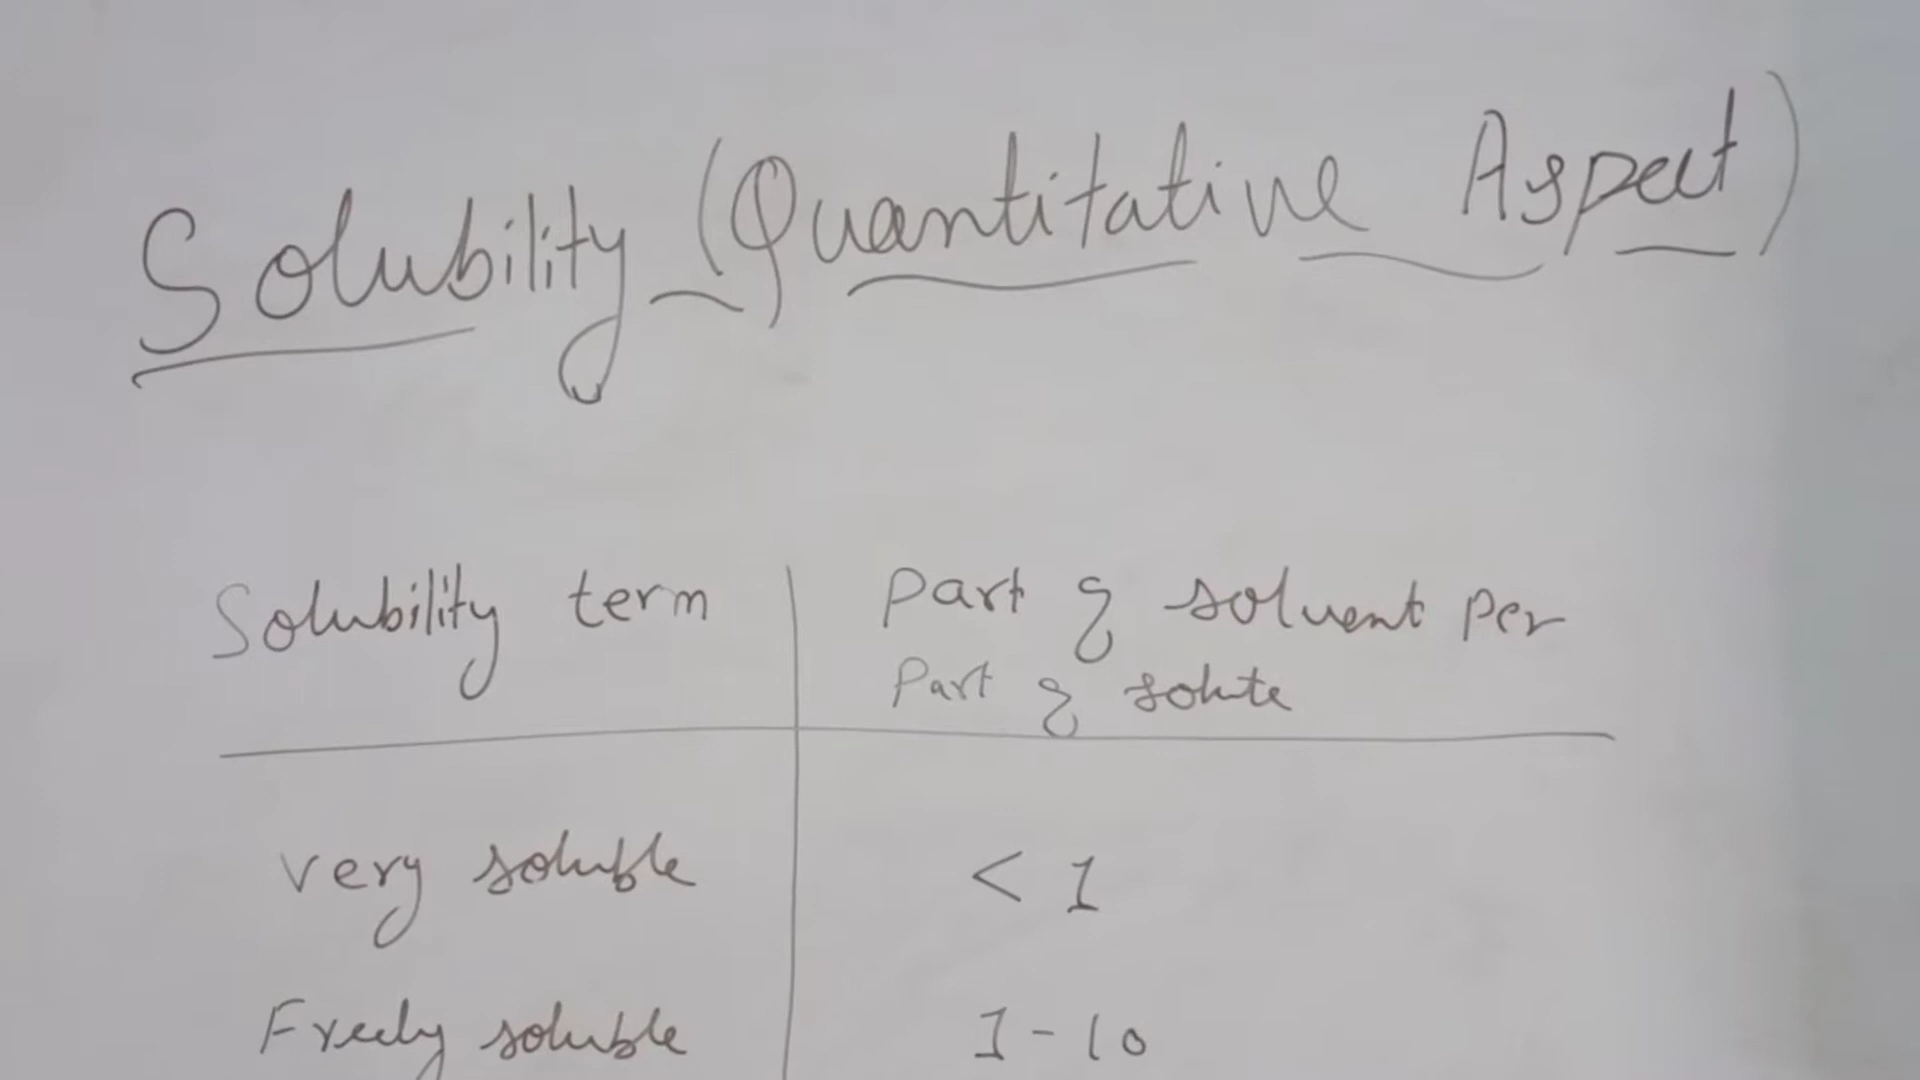 Solubility (Quantitative Aspect)
Solubility term | Part of solvent per
Part of solute
very soluble | < 1
Freely soluble | 1 - 10